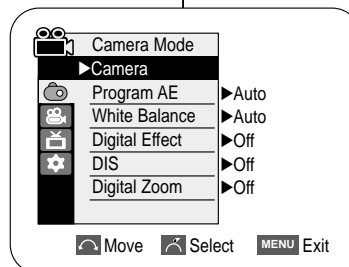 Camera Mode
▶Camera
Program AE ▶Auto
White Balance ▶Auto
Digital Effect ▶Off
DIS ▶Off
Digital Zoom ▶Off
Move Select MENU Exit